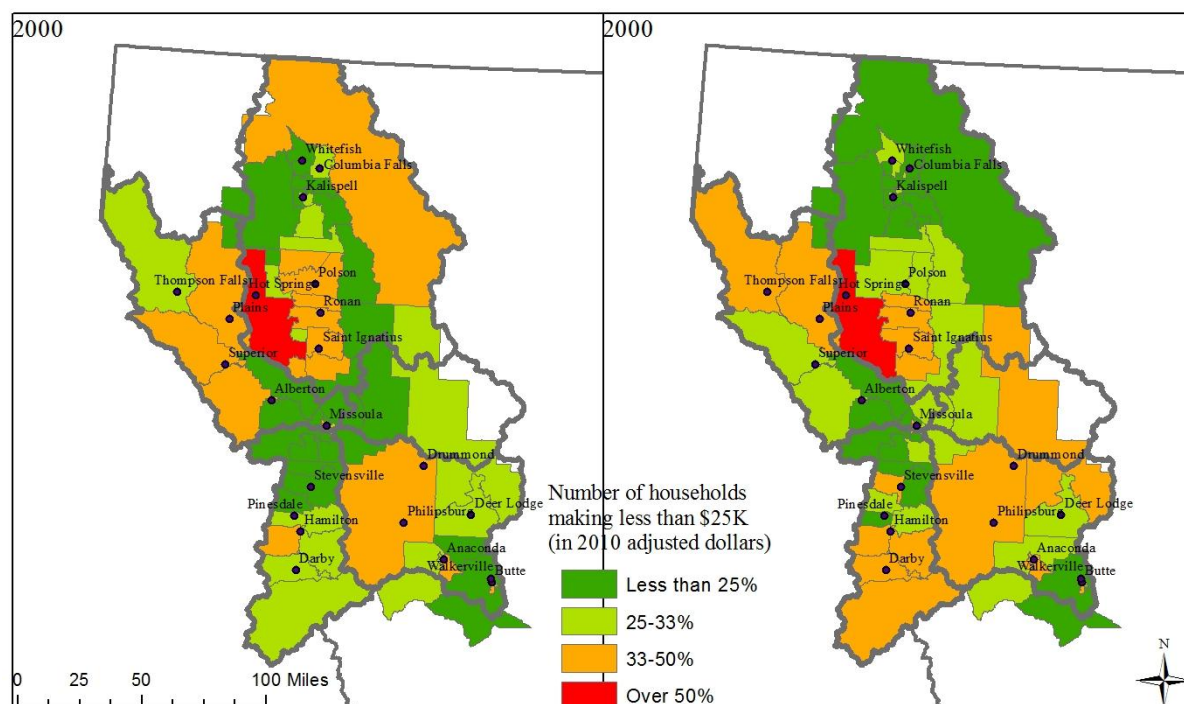 2000
Whitefish
Columbia Falls
Kalispell
Thompson Falls
Hot Spring
Polson
Plains
Ronan
Superior
Saint Ignatius
Alberton
Missoula
Drummond
Stevensville
Pinesdale
Hamilton
Philipsburg
Deer Lodge
Darby
Anaconda
Walkerville
Butte
0 25 50 100 Miles
Number of households
making less than $25K
(in 2010 adjusted dollars)
Less than 25%
25-33%
33-50%
Over 50%
2000
Whitefish
Columbia Falls
Kalispell
Thompson Falls
Hot Spring
Polson
Plains
Ronan
Superior
Saint Ignatius
Alberton
Missoula
Drummond
Stevensville
Pinesdale
Hamilton
Philipsburg
Deer Lodge
Darby
Anaconda
Walkerville
Butte
N